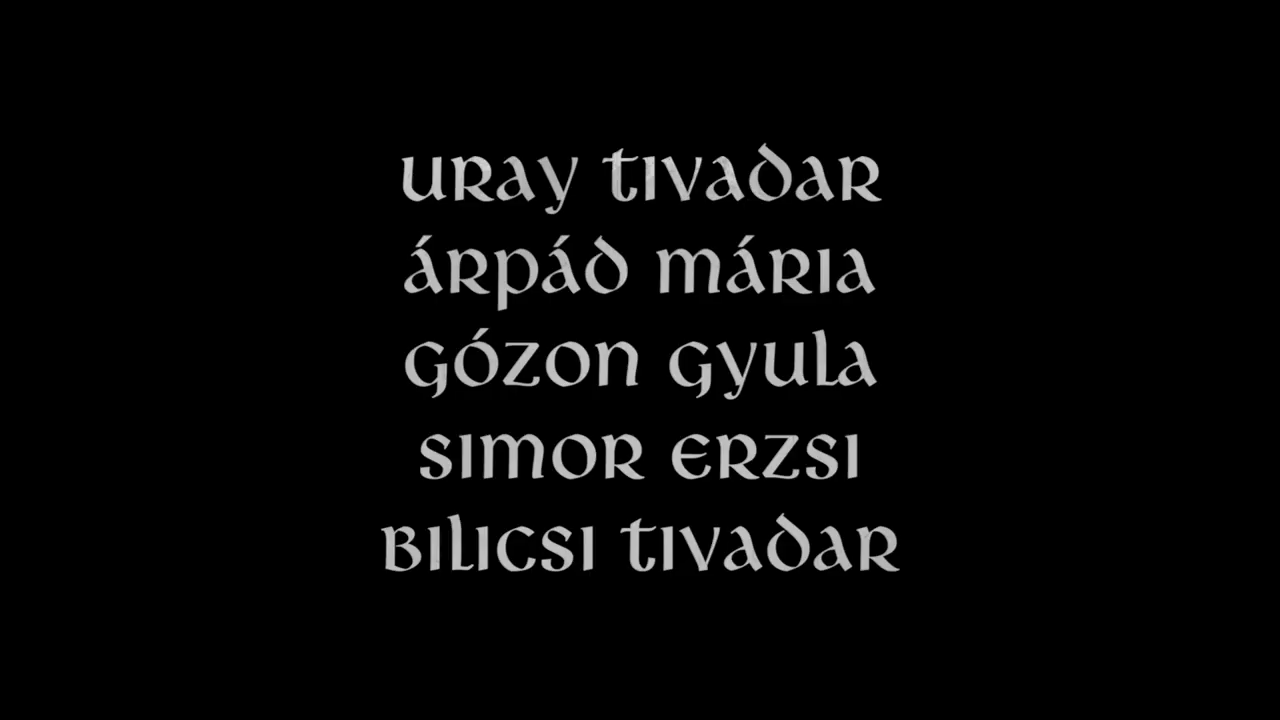 URAY TIVADAR
ÁRPÁD MÁRIA
GÓZON GYULA
SIMOR ERZSI
BILICSI TIVADAR